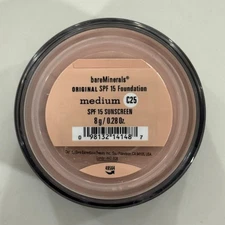 bareMinerals®
ORIGINAL SPF 15 Foundation
medium C25
SPF 15 SUNSCREEN
8g / 0.28 Oz.
0 98132 14148 7